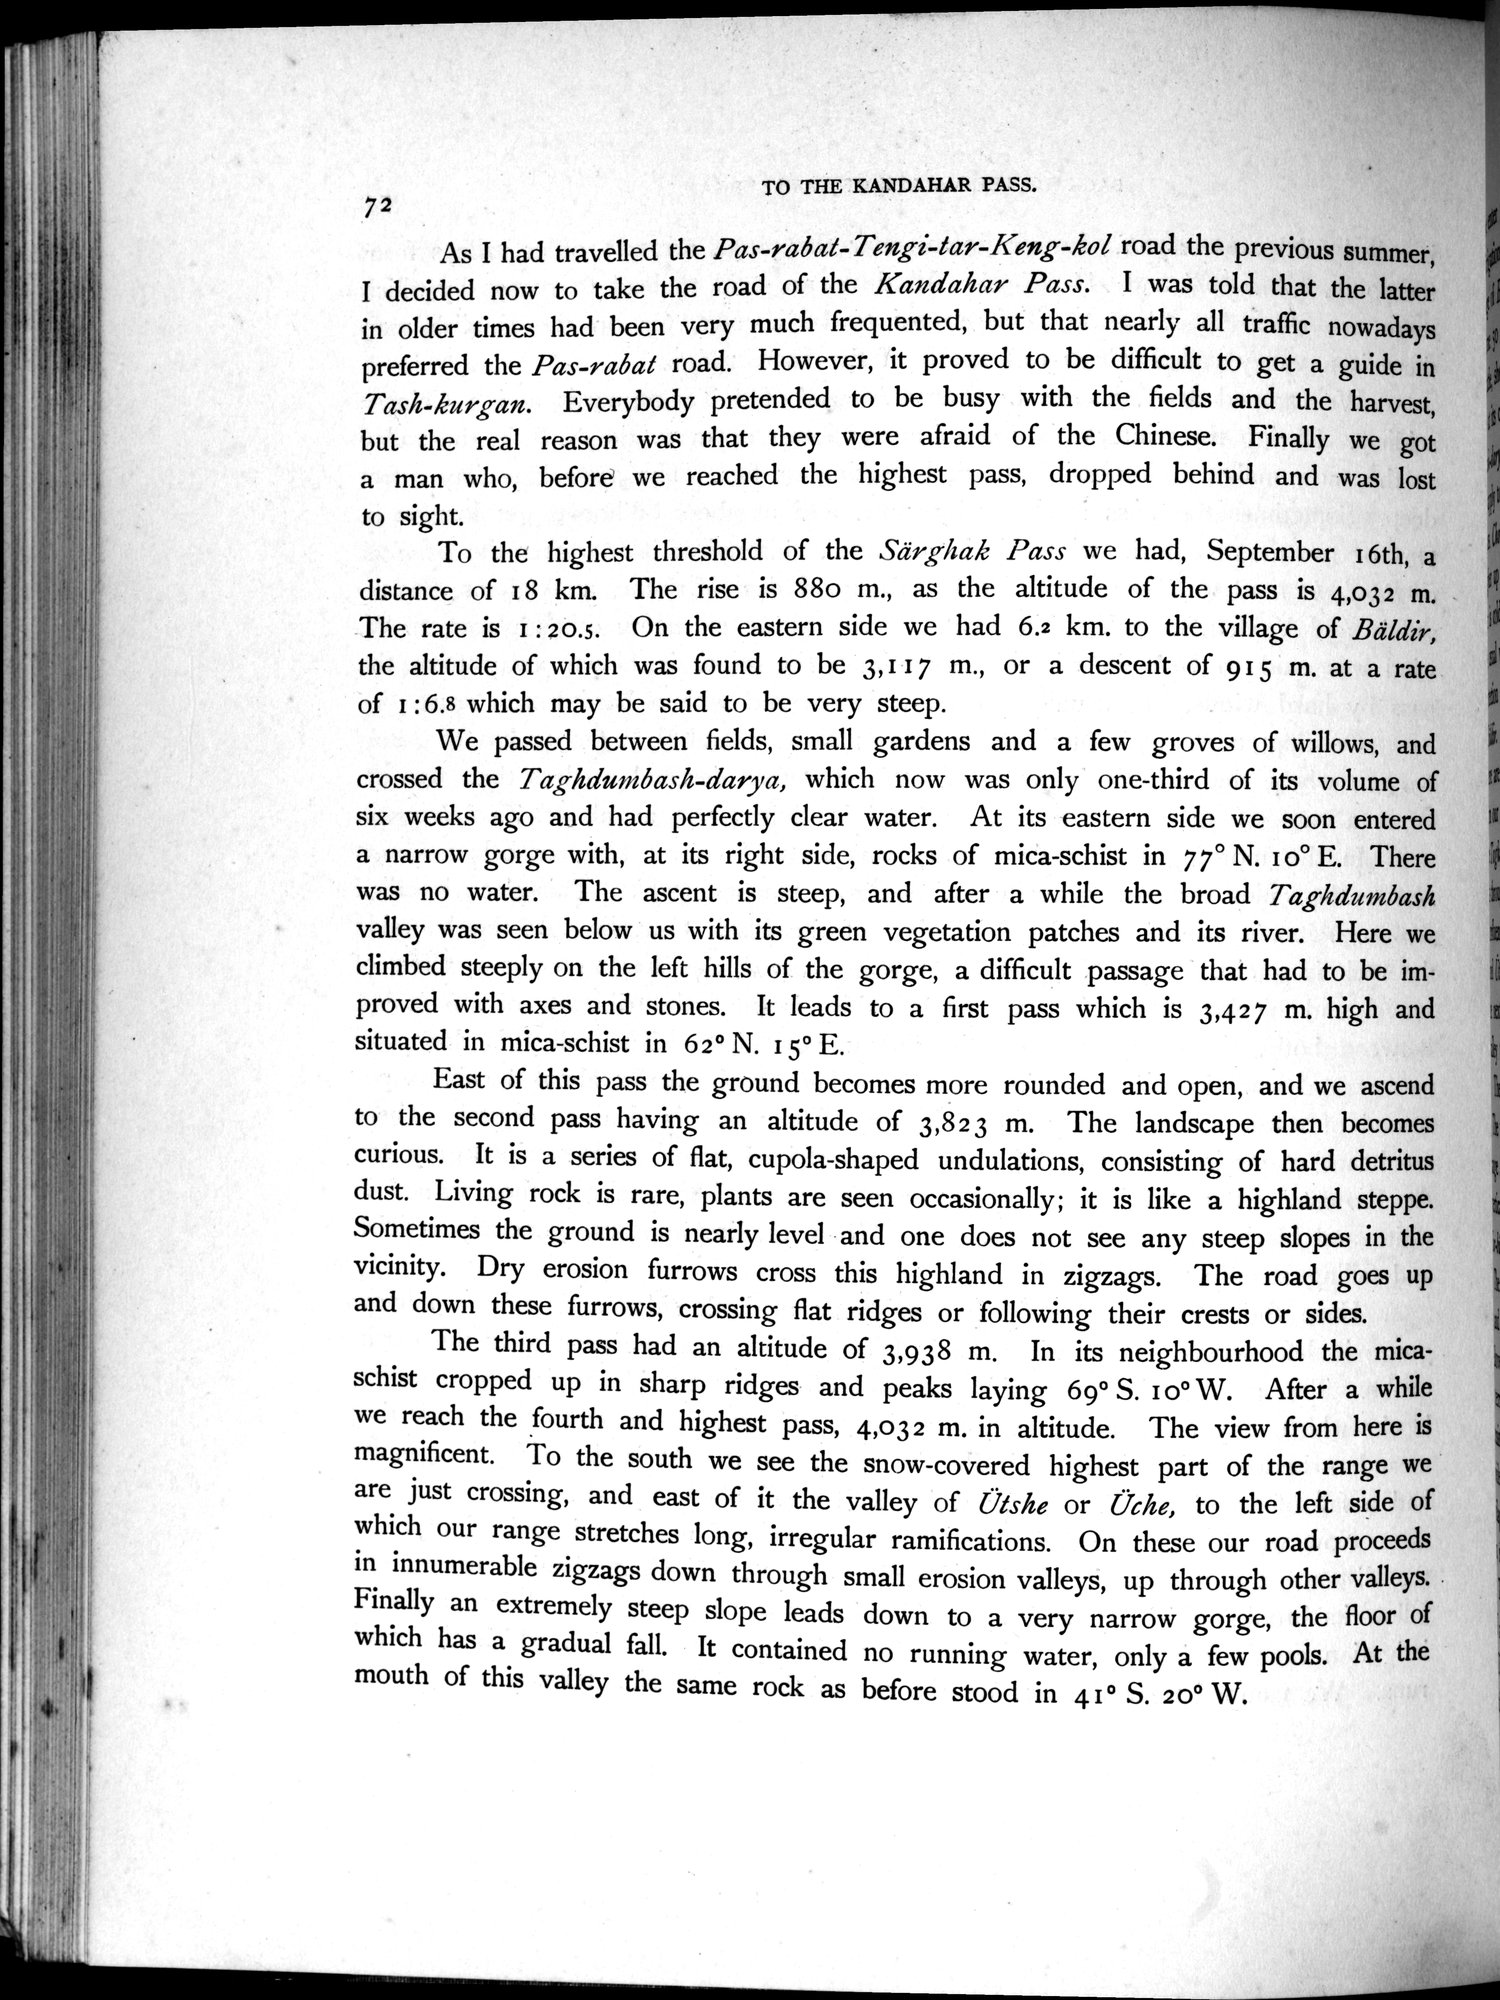 72
TO THE KANDAHAR PASS.
As I had travelled the Pas-rabat-Tengi-tar-Keng-kol road the previous summer,
I decided now to take the road of the Kandahar Pass. I was told that the latter
in older times had been very much frequented, but that nearly all traffic nowadays
preferred the Pas-rabat road. However, it proved to be difficult to get a guide in
Tash-kurgan. Everybody pretended to be busy with the fields and the harvest,
but the real reason was that they were afraid of the Chinese. Finally we got
a man who, before we reached the highest pass, dropped behind and was lost
to sight.
To the highest threshold of the Särghak Pass we had, September 16th, a
distance of 18 km. The rise is 880 m., as the altitude of the pass is 4,032 m.
The rate is 1:20.5. On the eastern side we had 6.2 km. to the village of Bäldir,
the altitude of which was found to be 3,117 m., or a descent of 915 m. at a rate
of 1:6.8 which may be said to be very steep.
We passed between fields, small gardens and a few groves of willows, and
crossed the Taghdumbash-darya, which now was only one-third of its volume of
six weeks ago and had perfectly clear water. At its eastern side we soon entered
a narrow gorge with, at its right side, rocks of mica-schist in 77° N. 10° E. There
was no water. The ascent is steep, and after a while the broad Taghdumbash
valley was seen below us with its green vegetation patches and its river. Here we
climbed steeply on the left hills of the gorge, a difficult passage that had to be im-
proved with axes and stones. It leads to a first pass which is 3,427 m. high and
situated in mica-schist in 62° N. 15° E.
East of this pass the ground becomes more rounded and open, and we ascend
to the second pass having an altitude of 3,823 m. The landscape then becomes
curious. It is a series of flat, cupola-shaped undulations, consisting of hard detritus
dust. Living rock is rare, plants are seen occasionally; it is like a highland steppe.
Sometimes the ground is nearly level and one does not see any steep slopes in the
vicinity. Dry erosion furrows cross this highland in zigzags. The road goes up
and down these furrows, crossing flat ridges or following their crests or sides.
The third pass had an altitude of 3,938 m. In its neighbourhood the mica-
schist cropped up in sharp ridges and peaks laying 69° S. 10° W. After a while
we reach the fourth and highest pass, 4,032 m. in altitude. The view from here is
magnificent. To the south we see the snow-covered highest part of the range we
are just crossing, and east of it the valley of Ütshe or Üche, to the left side of
which our range stretches long, irregular ramifications. On these our road proceeds
in innumerable zigzags down through small erosion valleys, up through other valleys.
Finally an extremely steep slope leads down to a very narrow gorge, the floor of
which has a gradual fall. It contained no running water, only a few pools. At the
mouth of this valley the same rock as before stood in 41° S. 20° W.